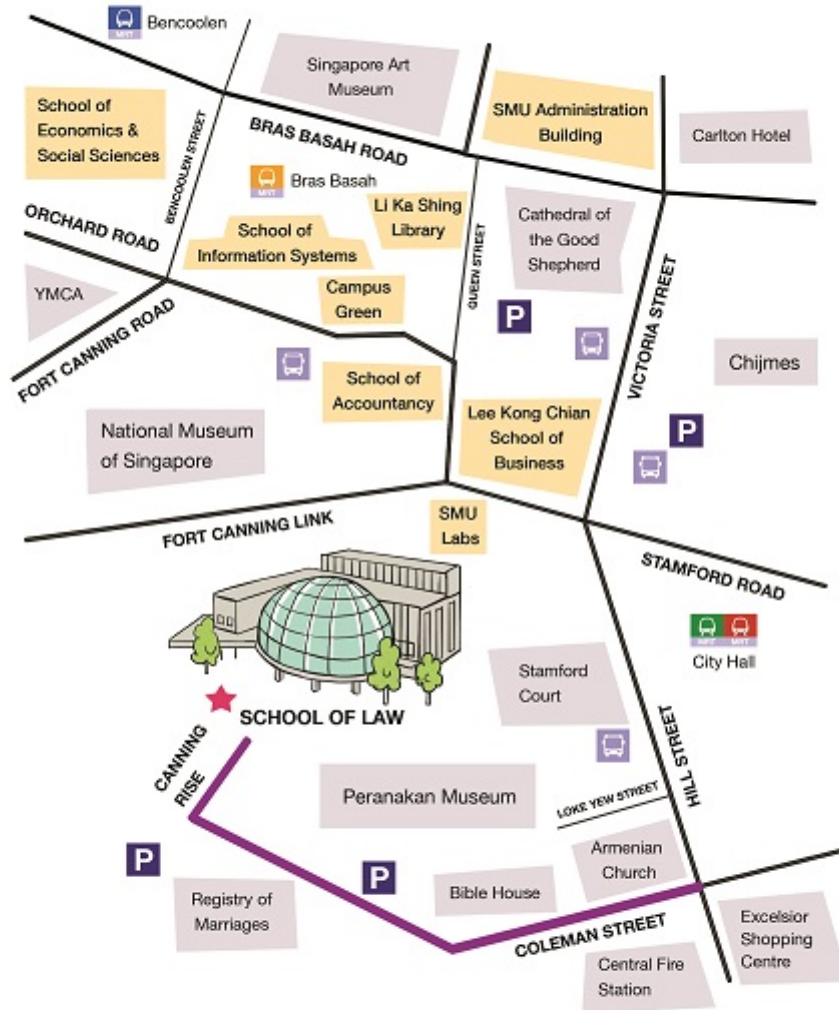 MRT
Bencoolen
Singapore Art
Museum
SMU Administration
Building
Carlton Hotel
School of
Economics &
Social Sciences
BENCOOLEN STREET
BRAS BASAH ROAD
MRT
Bras Basah
Li Ka Shing
Library
Cathedral of
the Good
Shepherd
ORCHARD ROAD
School of
Information Systems
QUEEN STREET
VICTORIA STREET
YMCA
Campus
Green
P
FORT CANNING ROAD
Chijmes
School of
Accountancy
National Museum
of Singapore
Lee Kong Chian
School of
Business
P
FORT CANNING LINK
SMU
Labs
STAMFORD ROAD
MRT
MRT
City Hall
Stamford
Court
SCHOOL OF LAW
CANNING
RISE
HILL STREET
Peranakan Museum
LOKE YEW STREET
P
P
Armenian
Church
Registry of
Marriages
Bible House
COLEMAN STREET
Excelsior
Shopping
Centre
Central Fire
Station